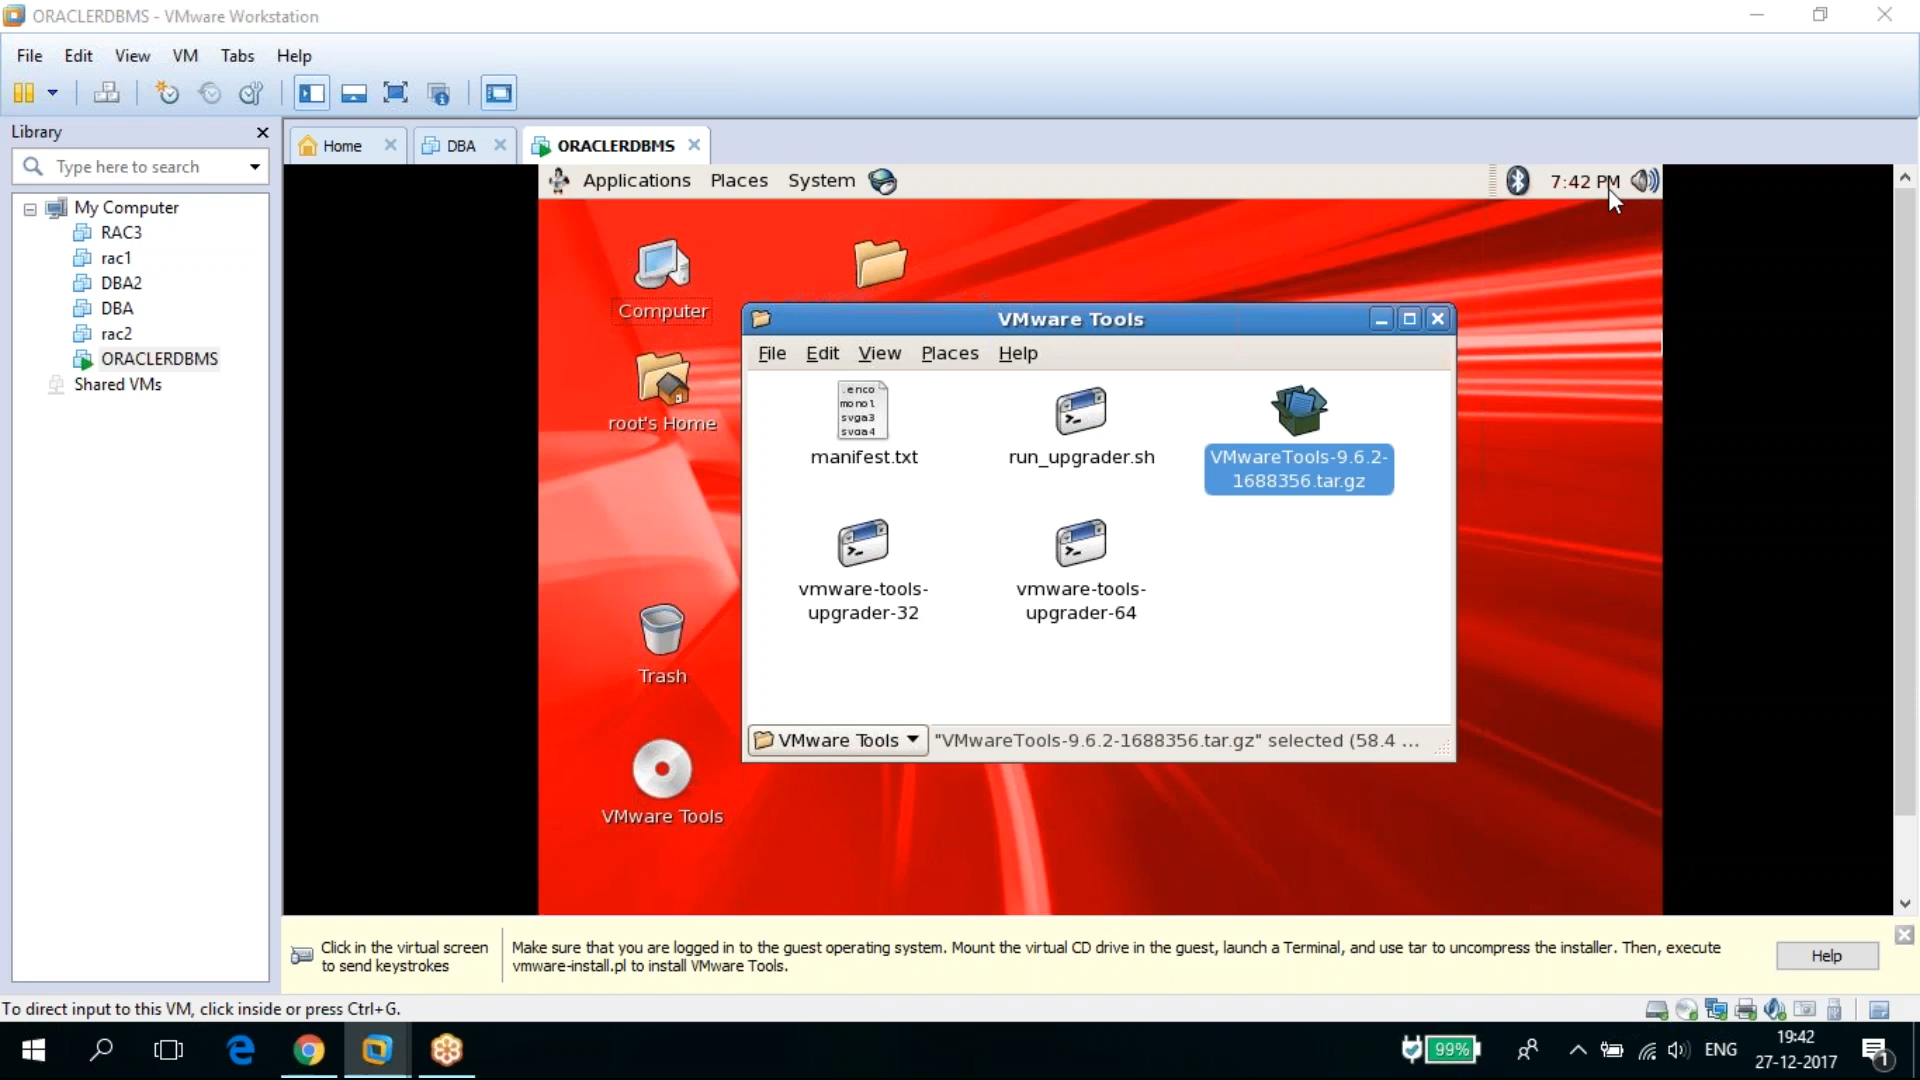 ORACLERDBMS - VMware Workstation
File Edit View VM Tabs Help
Library
Type here to search
My Computer
RAC3
rac1
DBA2
DBA
rac2
ORACLERDBMS
Shared VMs
Home DBA ORACLERDBMS
Applications Places System 7:42 PM
Computer
root's Home
Trash
VMware Tools
VMware Tools
File Edit View Places Help
.enco
mono1
svga3
svga4
manifest.txt
run_upgrader.sh
VMwareTools-9.6.2-
1688356.tar.gz
vmware-tools-
upgrader-32
vmware-tools-
upgrader-64
VMware Tools "VMwareTools-9.6.2-1688356.tar.gz" selected (58.4 ...
Click in the virtual screen
to send keystrokes
Make sure that you are logged in to the guest operating system. Mount the virtual CD drive in the guest, launch a Terminal, and use tar to uncompress the installer. Then, execute
vmware-install.pl to install VMware Tools.
Help
To direct input to this VM, click inside or press Ctrl+G.
99%
ENG
19:42
27-12-2017
1